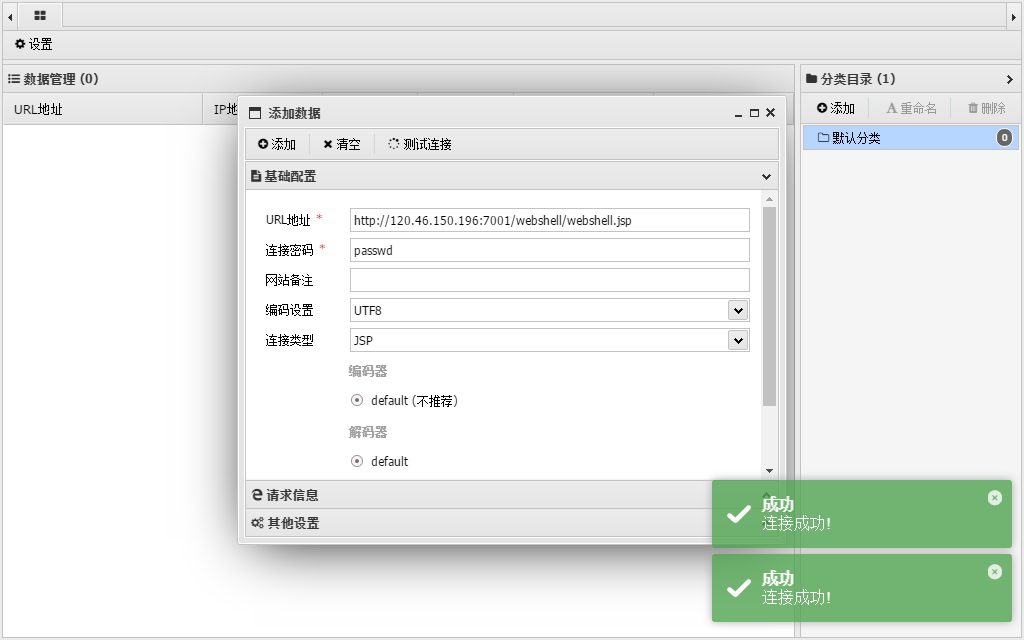 设置
数据管理 (0)
分类目录 (1)
URL地址
IP地
添加
重命名
删除
默认分类
0
添加数据
添加
清空
测试连接
基础配置
URL地址 *
http://120.46.150.196:7001/webshell/webshell.jsp
连接密码 *
passwd
网站备注
编码设置
UTF8
连接类型
JSP
编码器
default (不推荐)
解码器
default
请求信息
其他设置
成功
连接成功!
成功
连接成功!